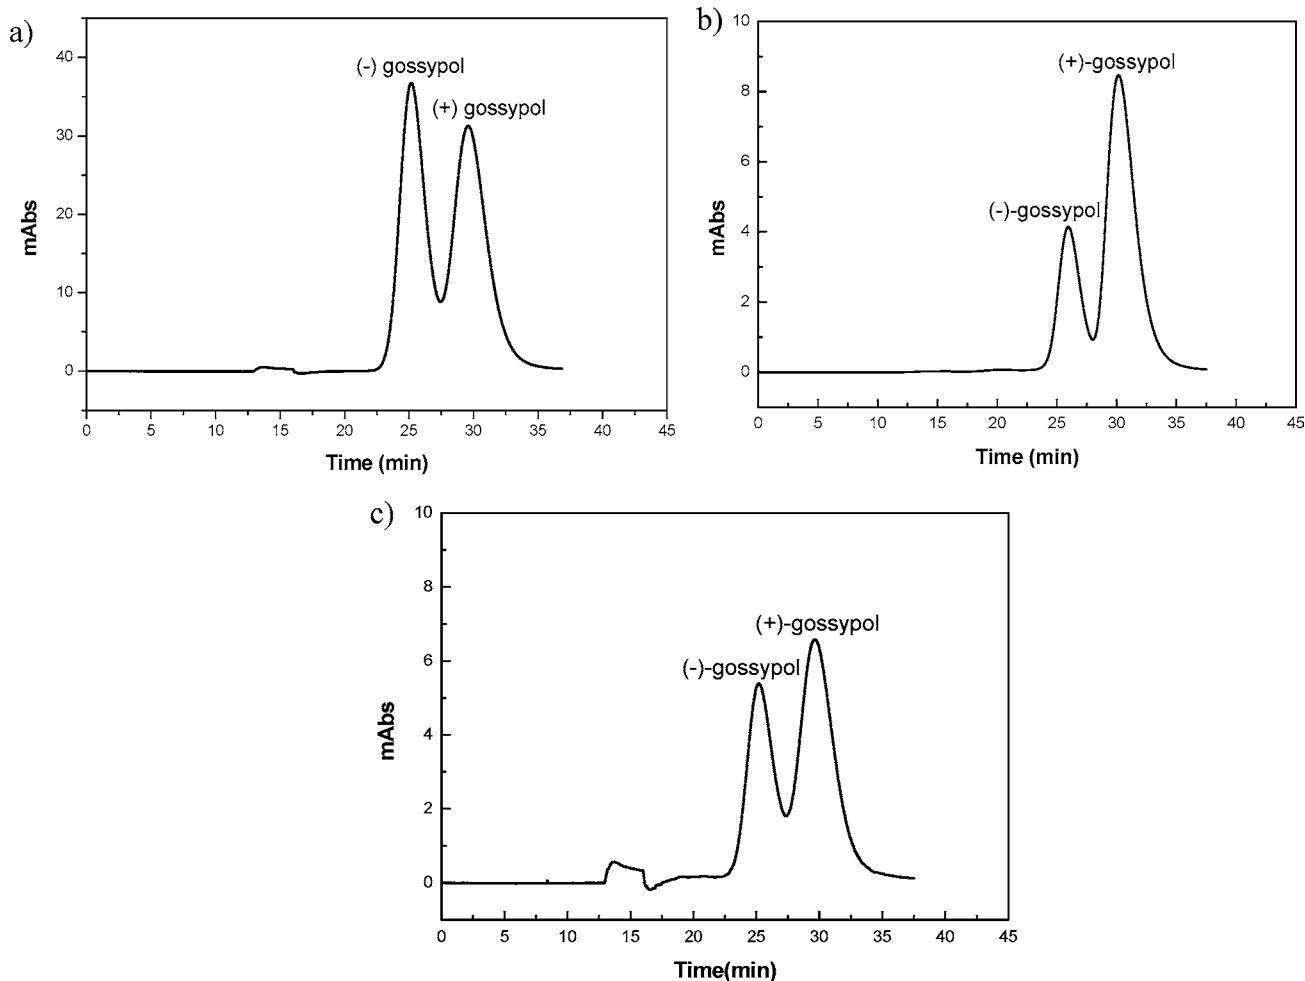 a)
(-) gossypol
(+) gossypol
mAbs
40
30
20
10
0
0 5 10 15 20 25 30 35 40 45
Time (min)
b)
(+)-gossypol
(-)-gossypol
mAbs
10
8
6
4
2
0
0 5 10 15 20 25 30 35 40 45
Time (min)
c)
(+)-gossypol
(-)-gossypol
mAbs
10
8
6
4
2
0
0 5 10 15 20 25 30 35 40 45
Time(min)